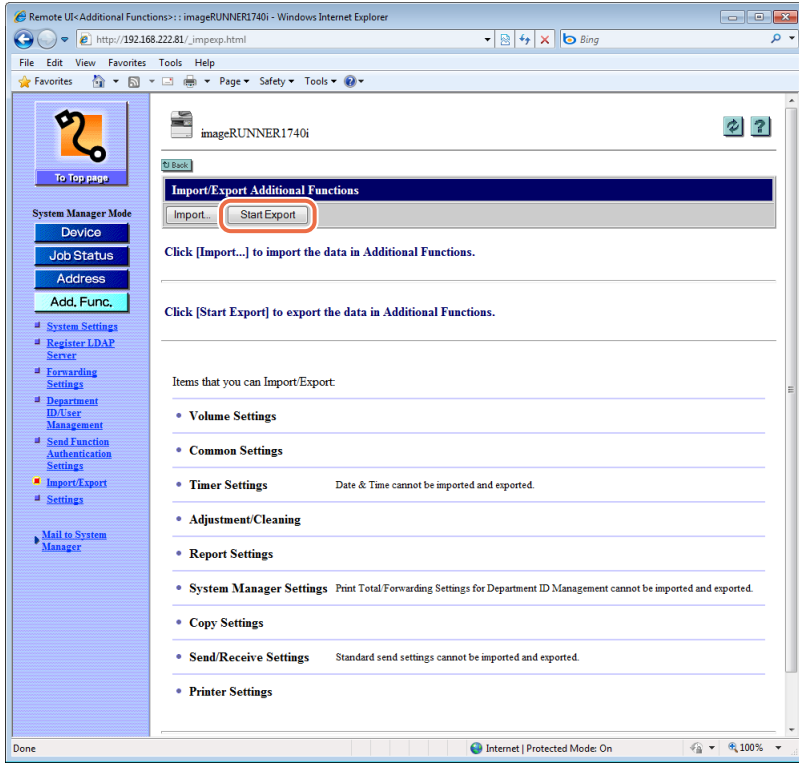 Remote UI<Additional Functions>: : imageRUNNER1740i - Windows Internet Explorer
http://192.168.222.81/_impexp.html
Bing
File Edit View Favorites Tools Help
Favorites Page Safety Tools
To Top page
imageRUNNER1740i
Back
Import/Export Additional Functions
Import... Start Export
System Manager Mode
Device
Job Status
Address
Add. Func.
System Settings
Register LDAP
Server
Forwarding
Settings
Department
ID/User
Management
Send Function
Authentication
Settings
Import/Export
Settings
Mail to System
Manager
Click [Import...] to import the data in Additional Functions.
Click [Start Export] to export the data in Additional Functions.
Items that you can Import/Export:
Volume Settings
Common Settings
Timer Settings Date & Time cannot be imported and exported.
Adjustment/Cleaning
Report Settings
System Manager Settings Print Total/Forwarding Settings for Department ID Management cannot be imported and exported.
Copy Settings
Send/Receive Settings Standard send settings cannot be imported and exported.
Printer Settings
Done Internet | Protected Mode: On 100%